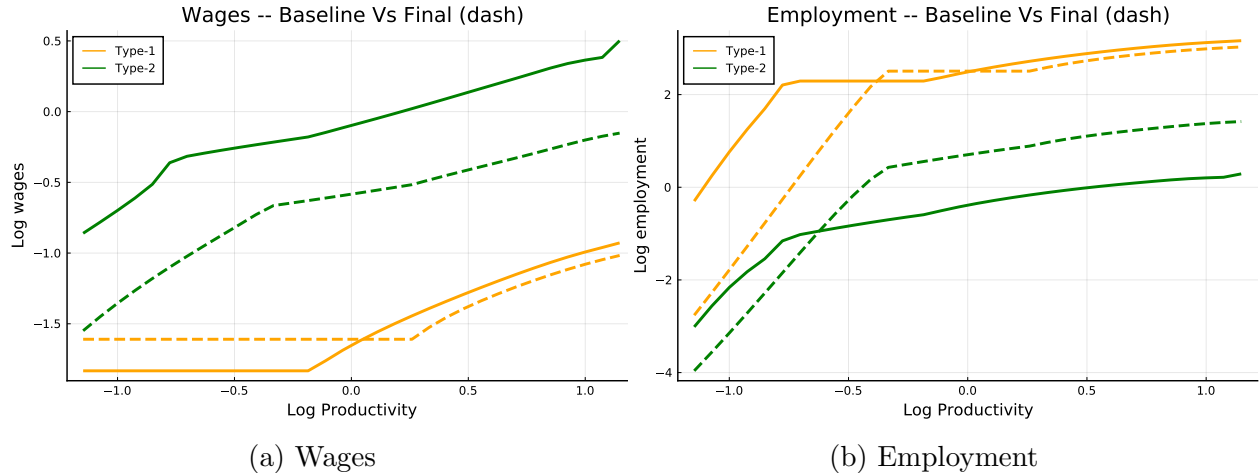 Wages -- Baseline Vs Final (dash)
Type-1
Type-2
0.5
0.0
−0.5
−1.0
−1.5
Log wages
−1.0
−0.5
0.0
0.5
1.0
Log Productivity
(a) Wages
Employment -- Baseline Vs Final (dash)
Type-1
Type-2
2
0
−2
−4
Log employment
−1.0
−0.5
0.0
0.5
1.0
Log Productivity
(b) Employment